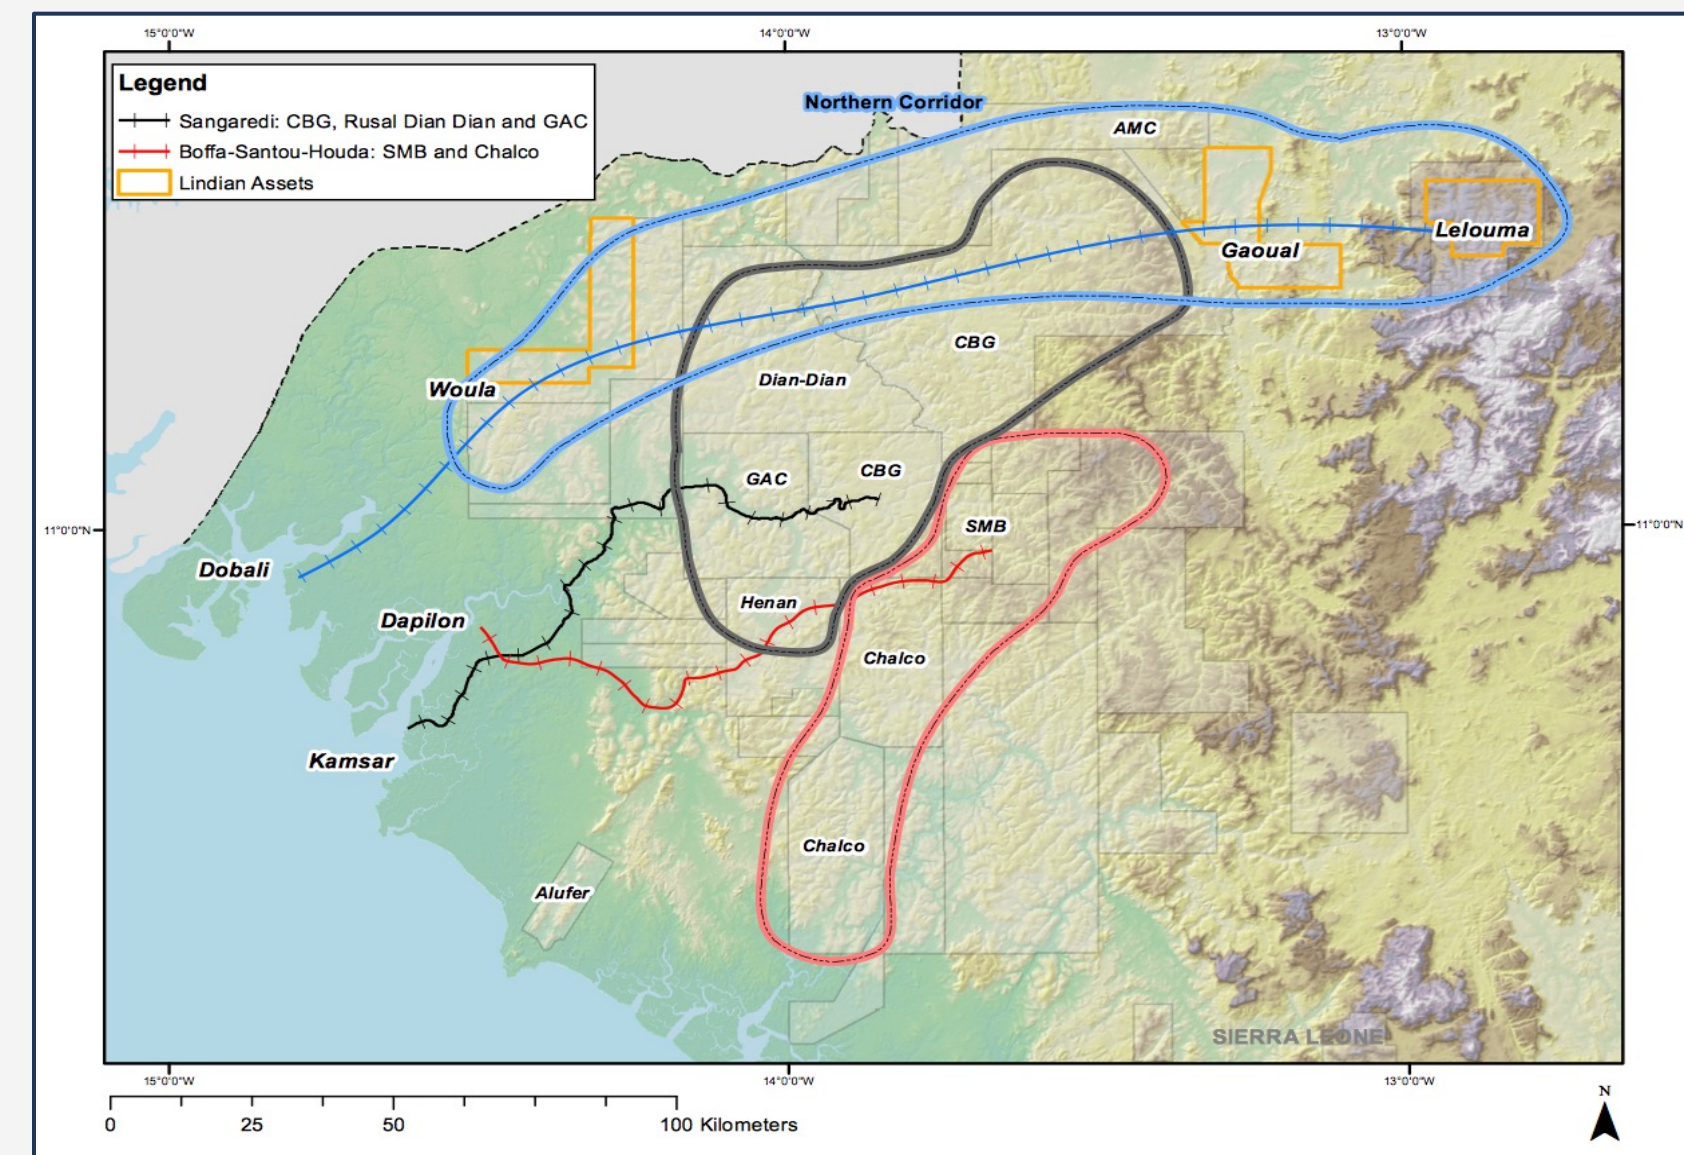 15°0'0"W
14°0'0"W
13°0'0"W
Legend
Sangaredi: CBG, Rusal Dian Dian and GAC
Boffa-Santou-Houda: SMB and Chalco
Lindian Assets
Northern Corridor
AMC
Lelouma
Gaoual
CBG
Dian-Dian
Woula
GAC
CBG
SMB
11°0'0"N
11°0'0"N
Dobali
Dapilon
Henan
Chalco
Kamsar
Chalco
Alufer
SIERRA LEONE
15°0'0"W
14°0'0"W
13°0'0"W
0 25 50 100 Kilometers
N